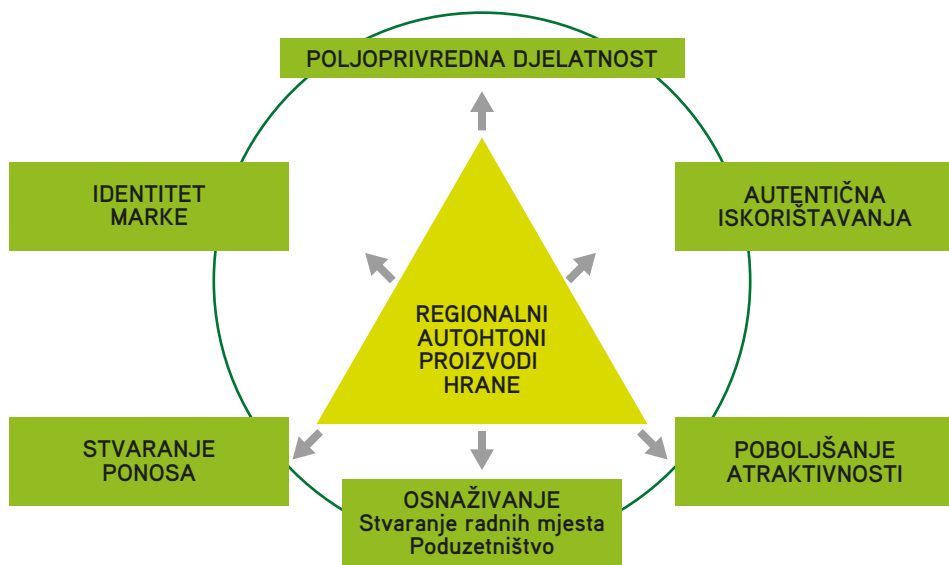 POLJOPRIVREDNA DJELATNOST
IDENTITET
MARKE
AUTENTIČNA
ISKORIŠTAVANJA
REGIONALNI
AUTOHTONI
PROIZVODI
HRANE
STVARANJE
PONOSA
POBOLJŠANJE
ATRAKTIVNOSTI
OSNAŽIVANJE
Stvaranje radnih mjesta
Poduzetništvo